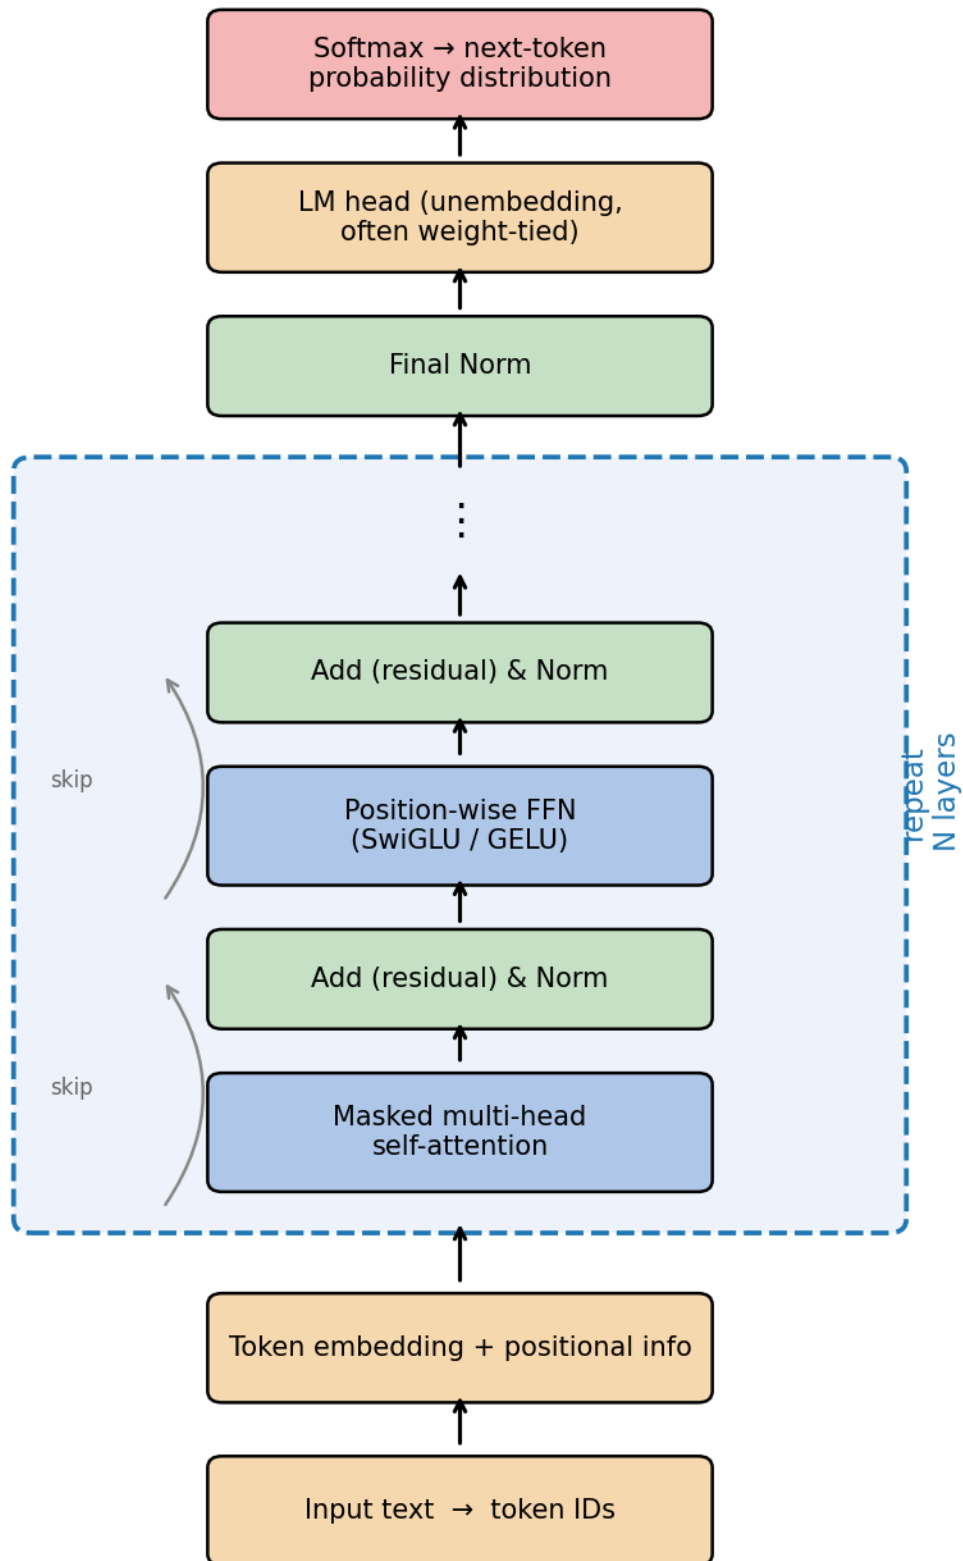 Softmax → next-token
probability distribution
LM head (unembedding,
often weight-tied)
Final Norm
⋮
Add (residual) & Norm
skip
Position-wise FFN
(SwiGLU / GELU)
repeat
N layers
Add (residual) & Norm
skip
Masked multi-head
self-attention
Token embedding + positional info
Input text → token IDs